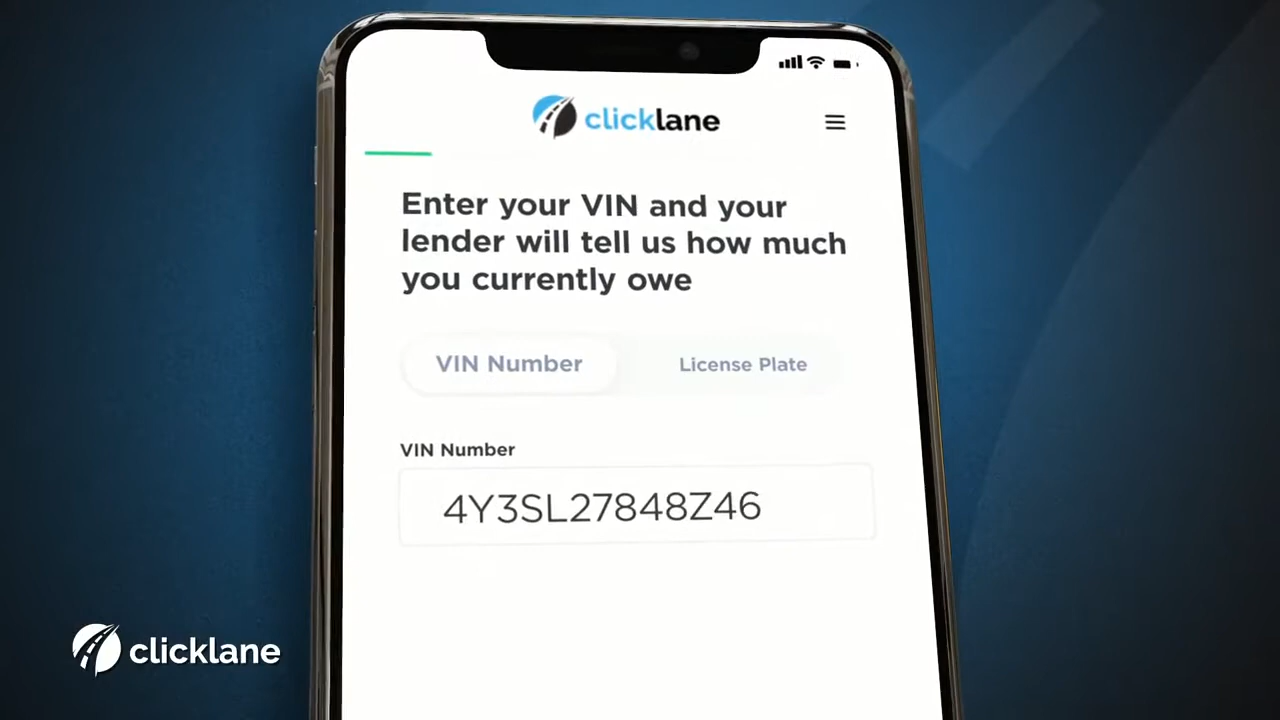 clicklane
Enter your VIN and your
lender will tell us how much
you currently owe
VIN Number
License Plate
VIN Number
4Y3SL27848Z46
clicklane